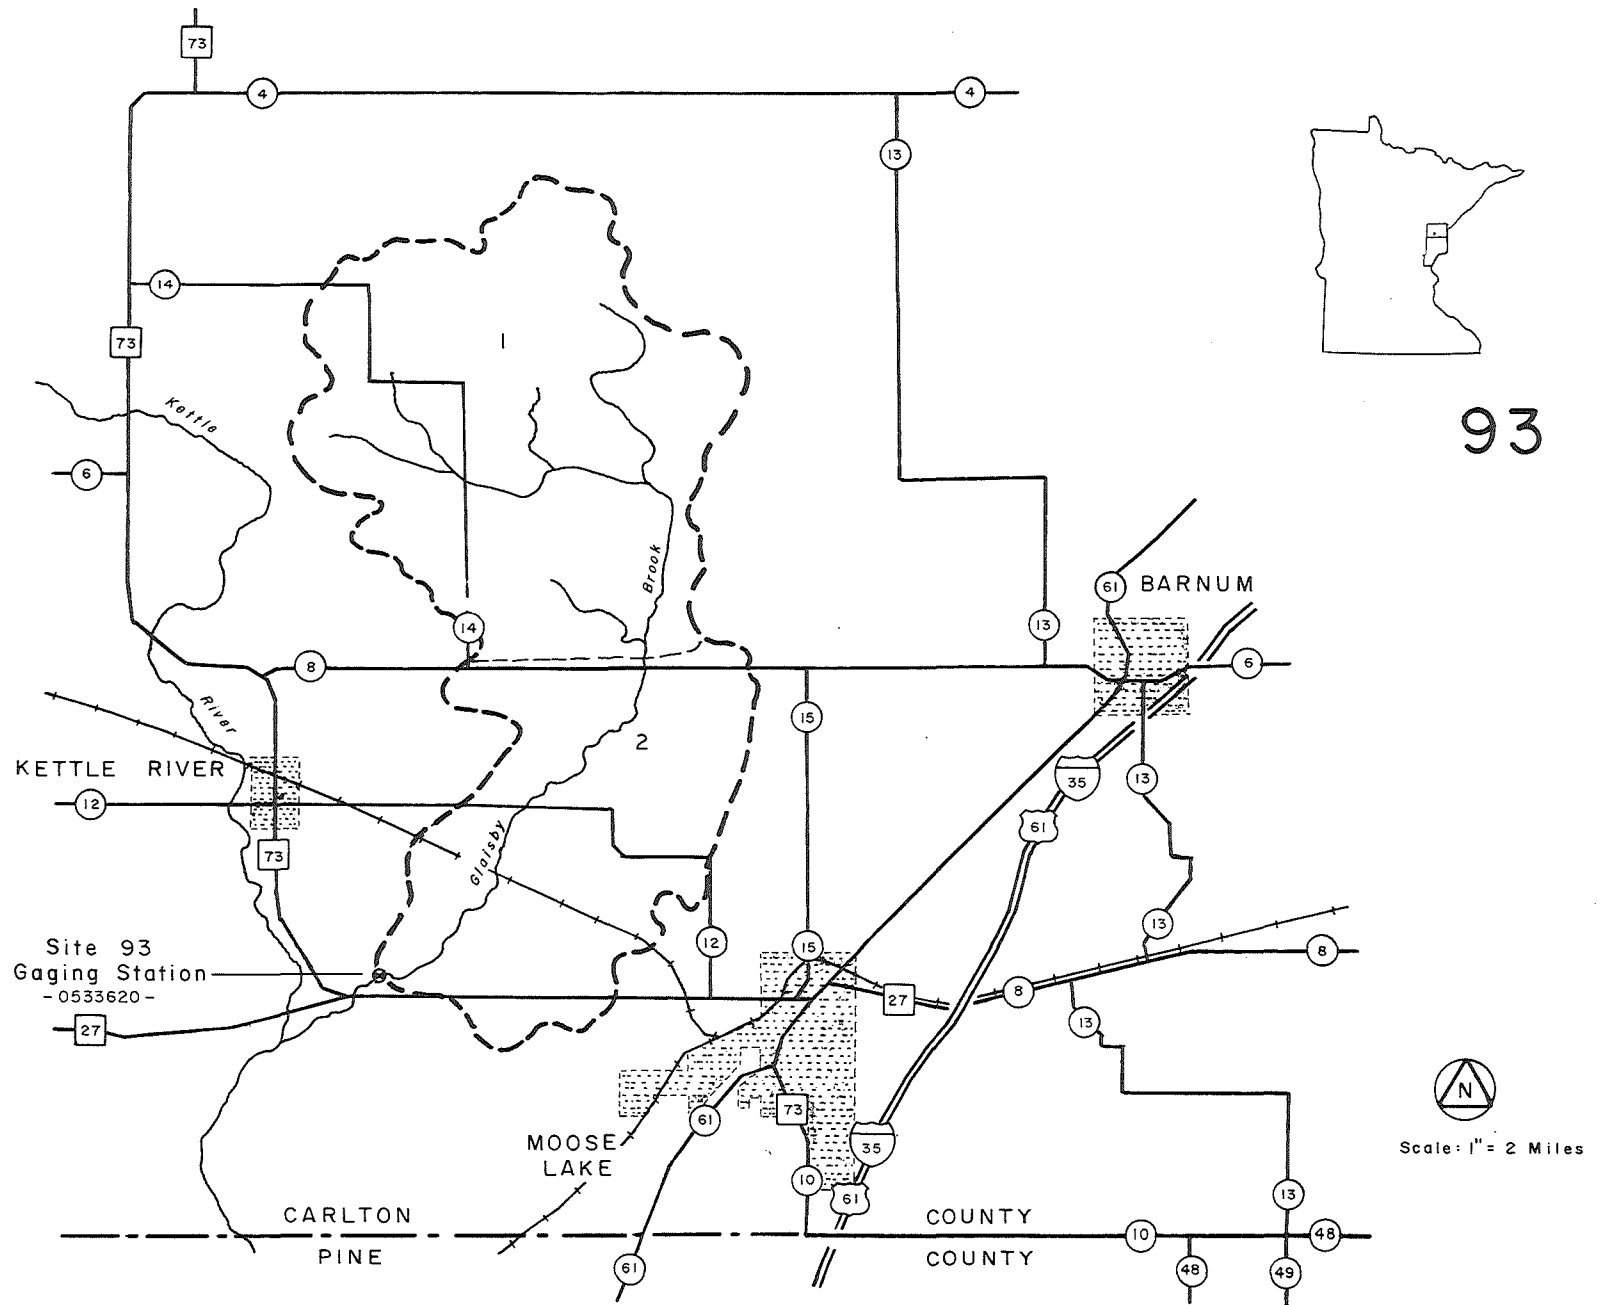 73
4
4
13
14
1
73
Kettle
93
6
Brook
61
BARNUM
14
13
8
6
River
15
2
KETTLE RIVER
35
13
12
61
Glaisby
73
13
Site 93
12
15
8
Gaging Station
-0533620-
8
27
27
13
N
73
61
35
MOOSE
LAKE
Scale: 1" = 2 Miles
10
61
13
CARLTON
COUNTY
10
48
PINE
COUNTY
61
48
49